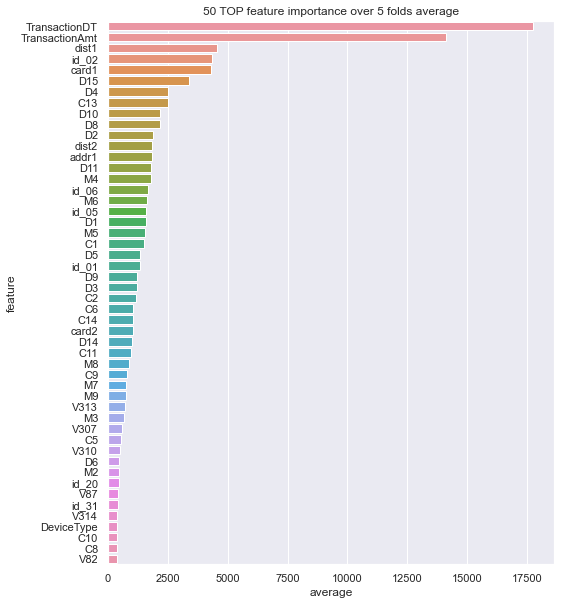 50 TOP feature importance over 5 folds average
TransactionDT
TransactionAmt
dist1
id_02
card1
D15
D4
C13
D10
D8
D2
dist2
addr1
D11
M4
id_06
M6
id_05
D1
M5
C1
D5
id_01
D9
D3
C2
C6
C14
card2
D14
C11
M8
C9
M7
M9
V313
M3
V307
C5
V310
D6
M2
id_20
V87
id_31
V314
DeviceType
C10
C8
V82
feature
0 2500 5000 7500 10000 12500 15000 17500
average